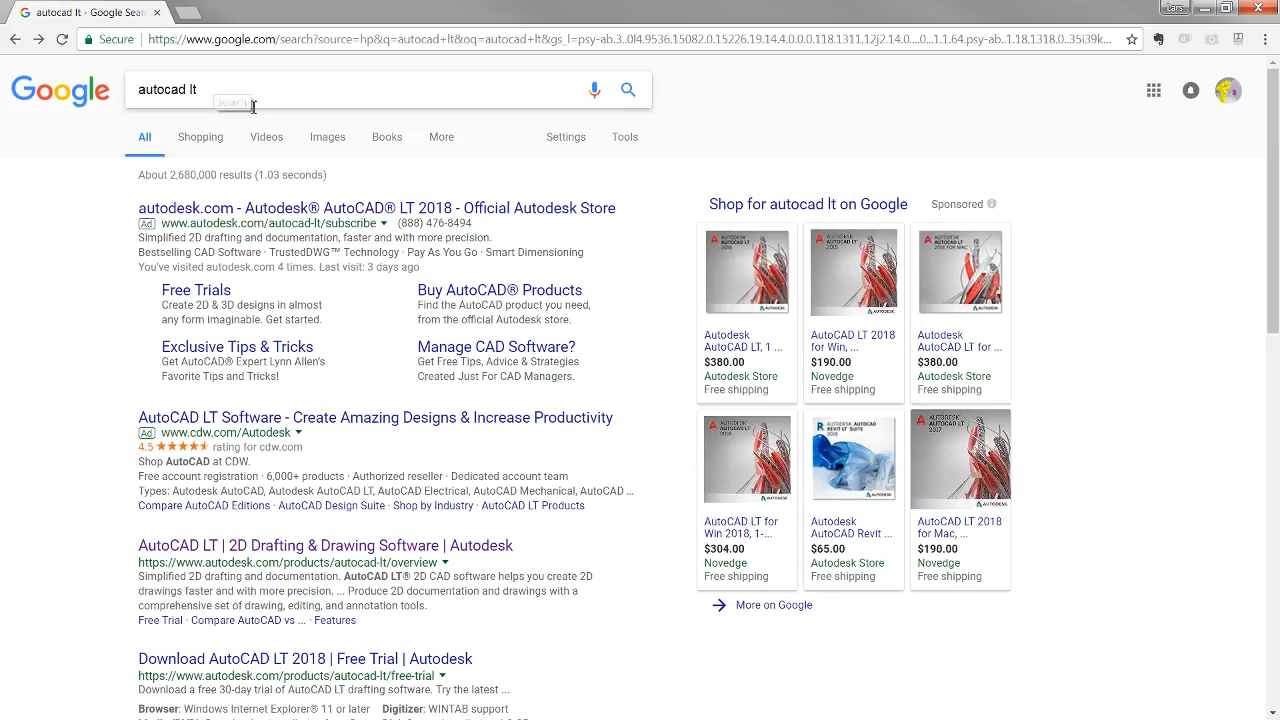 autocad lt - Google Sear
Lars
Secure
https://www.google.com/search?source=hp&q=autocad+lt&oq=autocad+lt&gs_l=psy-ab.3..0l4.9536.15082.0.15226.19.14.4.0.0.0.118.1311.12j2.14.0....0...1.1.64.psy-ab..1.18.1318.0..35i39k...
Google
autocad lt
Search
All
Shopping
Videos
Images
Books
More
Settings
Tools
About 2,680,000 results (1.03 seconds)
autodesk.com - Autodesk® AutoCAD® LT 2018 - Official Autodesk Store
Ad www.autodesk.com/autocad-lt/subscribe (888) 476-8494
Simplified 2D drafting and documentation, faster and with more precision.
Bestselling CAD Software · TrustedDWG™ Technology · Pay As You Go · Smart Dimensioning
You've visited autodesk.com 4 times. Last visit: 3 days ago
Free Trials
Create 2D & 3D designs in almost
any form imaginable. Get started.
Buy AutoCAD® Products
Find the AutoCAD product you need,
from the official Autodesk store.
Exclusive Tips & Tricks
Get AutoCAD® Expert Lynn Allen's
Favorite Tips and Tricks!
Manage CAD Software?
Get Free Tips, Advice & Strategies
Created Just For CAD Managers.
AutoCAD LT Software - Create Amazing Designs & Increase Productivity
Ad www.cdw.com/Autodesk
4.5 rating for cdw.com
Shop AutoCAD at CDW.
Free account registration · 6,000+ products · Authorized reseller · Dedicated account team
Types: Autodesk AutoCAD, Autodesk AutoCAD LT, AutoCAD Electrical, AutoCAD Mechanical, AutoCAD ...
Compare AutoCAD Editions · AutoCAD Design Suite · Shop by Industry · AutoCAD LT Products
AutoCAD LT | 2D Drafting & Drawing Software | Autodesk
https://www.autodesk.com/products/autocad-lt/overview
Simplified 2D drafting and documentation. AutoCAD LT® 2D CAD software helps you create 2D
drawings faster and with more precision. ... Produce 2D documentation and drawings with a
comprehensive set of drawing, editing, and annotation tools.
Free Trial · Compare AutoCAD vs ... · Features
Download AutoCAD LT 2018 | Free Trial | Autodesk
https://www.autodesk.com/products/autocad-lt/free-trial
Download a free 30-day trial of AutoCAD LT drafting software. Try the latest ...
Browser: Windows Internet Explorer® 11 or later Digitizer: WINTAB support
Shop for autocad lt on Google
Sponsored
Autodesk
AutoCAD LT, 1 ...
$380.00
Autodesk Store
Free shipping
AutoCAD LT 2018
for Win, ...
$190.00
Novedge
Free shipping
Autodesk
AutoCAD LT for ...
$380.00
Autodesk Store
Free shipping
AutoCAD LT for
Win 2018, 1-...
$304.00
Novedge
Free shipping
Autodesk
AutoCAD Revit ...
$65.00
Autodesk Store
Free shipping
AutoCAD LT 2018
for Mac, ...
$190.00
Novedge
Free shipping
More on Google